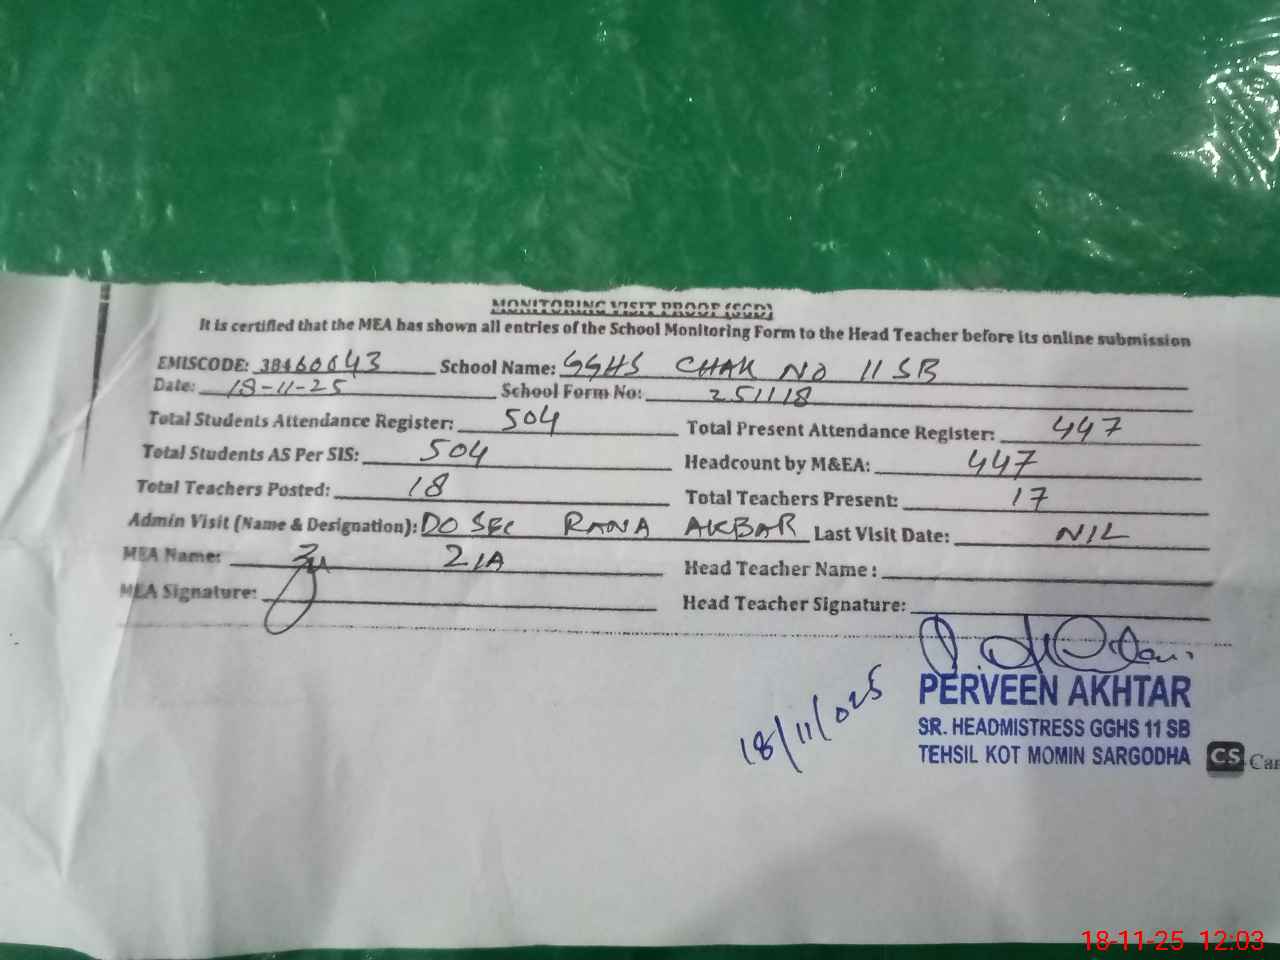 MONITORING VISIT PROOF (SGD)
It is certified that the MEA has shown all entries of the School Monitoring Form to the Head Teacher before its online submission
EMISCODE: 38460043 School Name: GGHS CHAK NO 11 SB
Date: 18-11-25 School Form No: 251118
Total Students Attendance Register: 504 Total Present Attendance Register: 447
Total Students AS Per SIS: 504 Headcount by M&EA: 447
Total Teachers Posted: 18 Total Teachers Present: 17
Admin Visit (Name & Designation): DO SEC RANA AKBAR Last Visit Date: NIL
MEA Name: 21A Head Teacher Name:
MEA Signature: Head Teacher Signature:
18/11/025
PERVEEN AKHTAR
SR. HEADMISTRESS GGHS 11 SB
TEHSIL KOT MOMIN SARGODHA
CS Cam
18-11-25 12:03